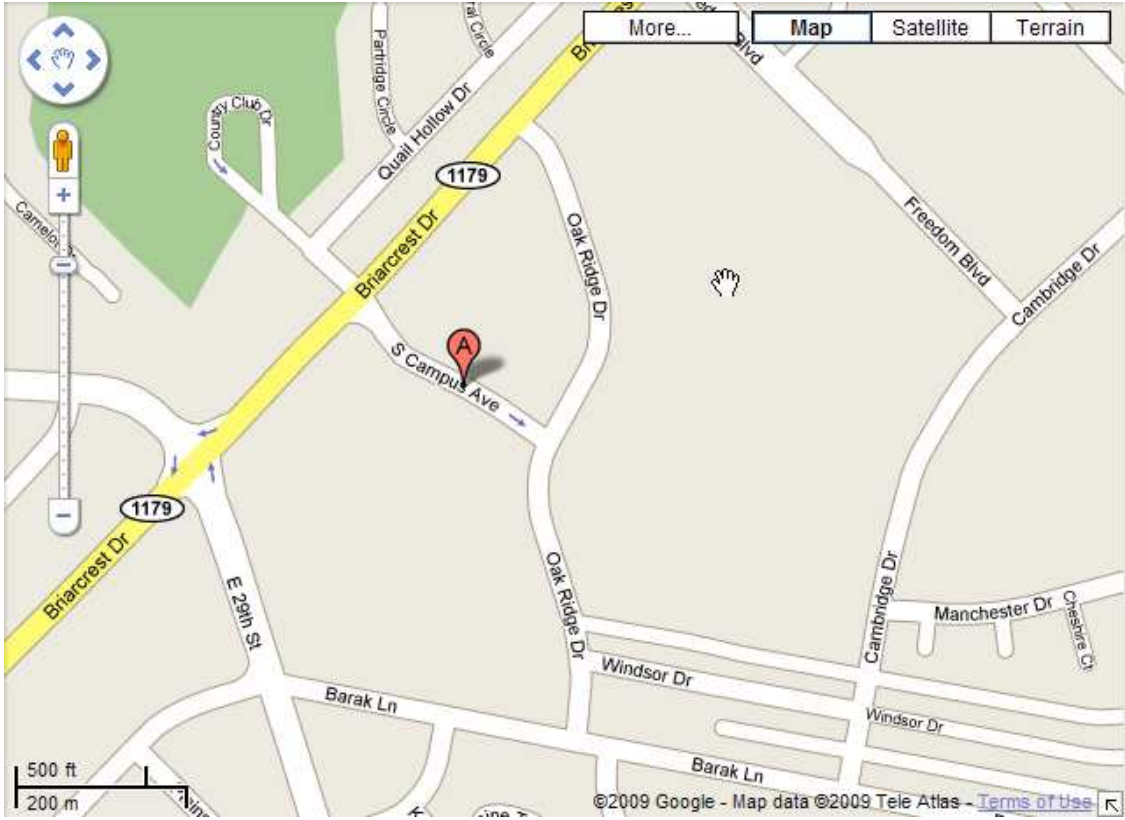 More...
Map
Satellite
Terrain
Partridge Circle
Country Club Dr
Quail Hollow Dr
1179
Briarcrest Dr
Oak Ridge Dr
Freedom Blvd
Cambridge Dr
A
S Campus Ave
1179
Briarcrest Dr
E 29th St
Oak Ridge Dr
Cambridge Dr
Manchester Dr
Cheshire Ct
Windsor Dr
Windsor Dr
Barak Ln
Barak Ln
500 ft
200 m
©2009 Google - Map data ©2009 Tele Atlas - Terms of Use